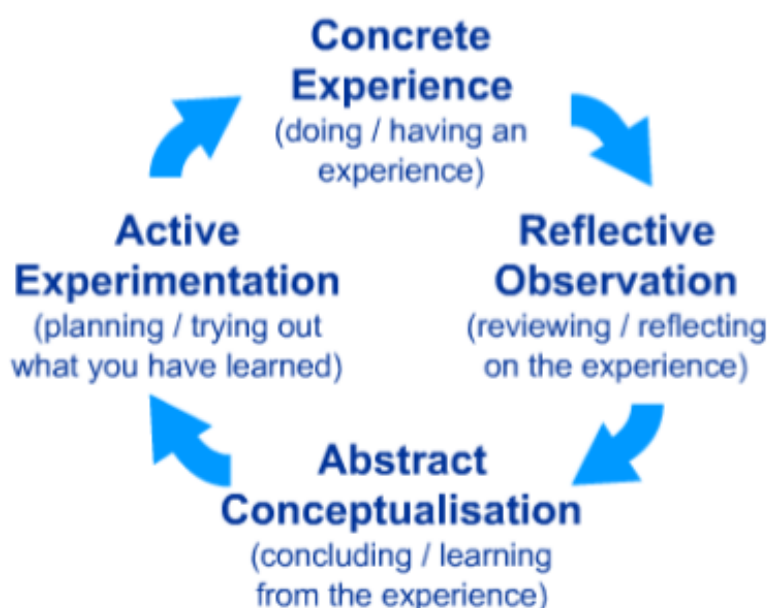 Concrete
Experience
(doing / having an
experience)
Active
Experimentation
(planning / trying out
what you have learned)
Reflective
Observation
(reviewing / reflecting
on the experience)
Abstract
Conceptualisation
(concluding / learning
from the experience)